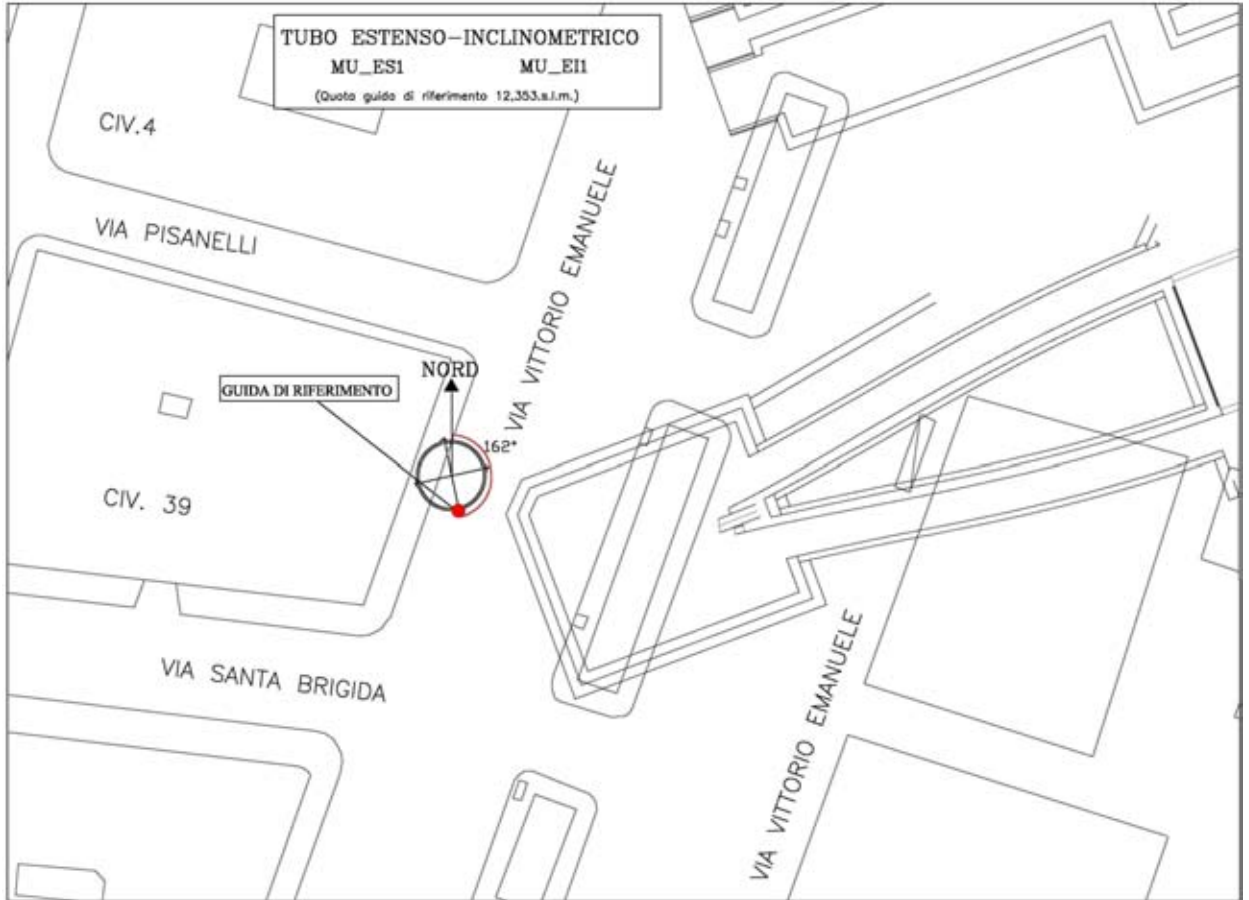 TUBO ESTENSO-INCLINOMETRICO
MU_ES1 MU_EI1
(Quota guida di riferimento 12,353.s.l.m.)
CIV.4
VIA PISANELLI
VIA VITTORIO EMANUELE
NORD
GUIDA DI RIFERIMENTO
162°
CIV. 39
VIA SANTA BRIGIDA
VIA VITTORIO EMANUELE